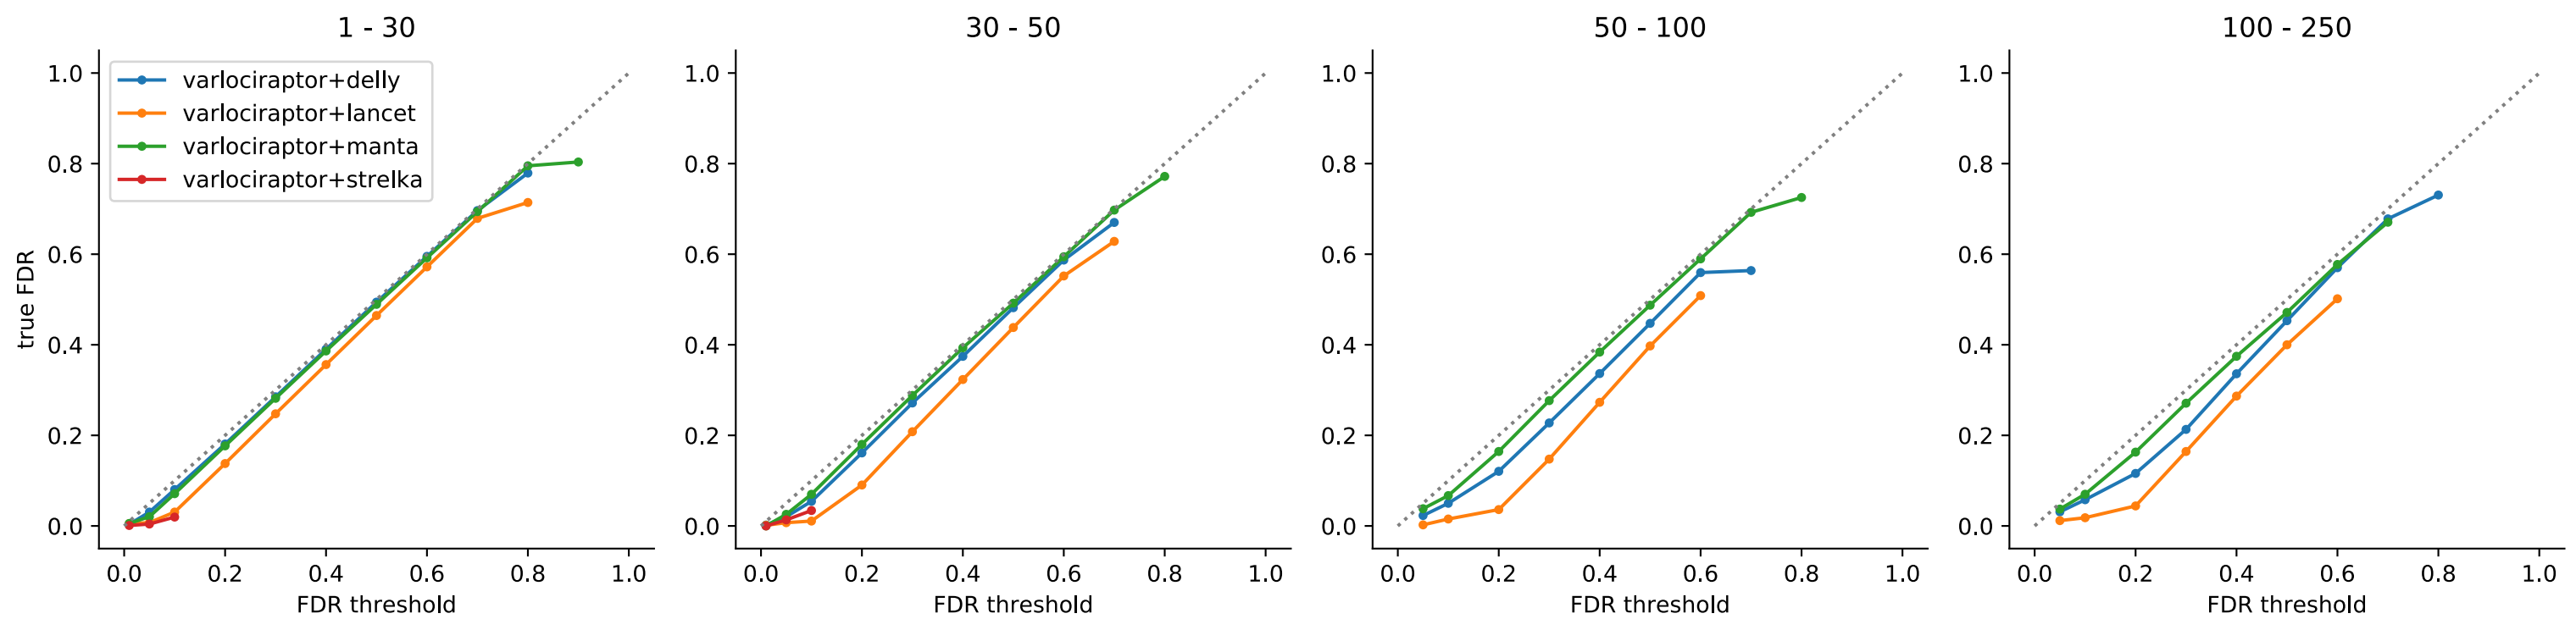 1 - 30
1.0
0.8
0.6
0.4
0.2
0.0
true FDR
varlociraptor+delly
varlociraptor+lancet
varlociraptor+manta
varlociraptor+strelka
0.0 0.2 0.4 0.6 0.8 1.0
FDR threshold
30 - 50
1.0
0.8
0.6
0.4
0.2
0.0
0.0 0.2 0.4 0.6 0.8 1.0
FDR threshold
50 - 100
1.0
0.8
0.6
0.4
0.2
0.0
0.0 0.2 0.4 0.6 0.8 1.0
FDR threshold
100 - 250
1.0
0.8
0.6
0.4
0.2
0.0
0.0 0.2 0.4 0.6 0.8 1.0
FDR threshold